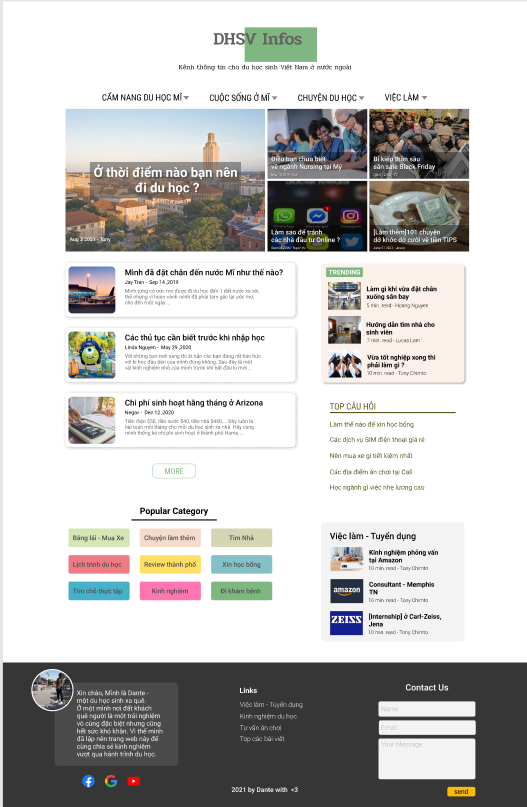 DHSV Infos
Kênh thông tin cho du học sinh Việt Nam ở nước ngoài
CẨM NANG DU HỌC MĨ
CUỘC SỐNG Ở MĨ
CHUYỆN DU HỌC
VIỆC LÀM
Ở thời điểm nào bạn nên
đi du học ?
Aug 2 2021 - Tony
Điều bạn chưa biết
về ngành Nursing tại Mỹ
Bí kíp thần sầu
săn sale Black Friday
Làm sao để tránh
các nhà đầu tư Online ?
[Làm thêm]101 chuyện
dở khóc dở cười về tiền TIPS
Mình đã đặt chân đến nước Mĩ như thế nào?
Jay Tran - Sep 14 ,2019
Mình từng có ước mơ được đi du học đến 1 đất nước xa vời,
thế nhưng vì hoàn cảnh mình đã phải tạm gác lại ước mơ,
cho đến một ngày ...
Các thủ tục cần biết trước khi nhập học
Linda Nguyen - May 29 ,2020
Với những bạn mới sang thì ắt hẳn các bạn đang rất háo hức
với kì học đầu tiên của mình đúng không. Sau đây là một
vài kinh nghiệm nhỏ của mình trước khi bắt đầu kì mới ...
Chi phí sinh hoạt hằng tháng ở Arizona
Negav - Dec 12 ,2020
Tiền điện 55$, tiền nước $40, tiền nhà $450,... Đây luôn là
bài toán mỗi tháng cho mỗi du học sinh xa nhà. Hãy cùng
mình thống kê chi phí sinh hoạt ở thành phố
MORE
TRENDING
Làm gì khi vừa đặt chân
xuống sân bay
5 min. read - Hoang Nguyen
Hướng dẫn tìm nhà cho
sinh viên
7 min. read - Lucas Lam
Vừa tốt nghiệp xong thì
phải làm gì ?
10 min. read - Tony Chimto
TOP CÂU HỎI
Làm thế nào để xin học bổng
Các dịch vụ SIM điện thoại giá rẻ
Nên mua xe gì tiết kiệm nhất
Các địa điểm ăn chơi tại Cali
Học ngành gì việc nhẹ lương cao
Popular Category
Bằng lái - Mua Xe
Chuyện làm thêm
Tìm Nhà
Lịch trình du học
Review thành phố
Xin học bổng
Tìm chỗ thực tập
Kinh nghiệm
Đi khám bệnh
Việc làm - Tuyển dụng
Kinh nghiệm phỏng vấn
tại Amazon
10 min. read - Tony Chimto
amazon
Consultant - Memphis
TN
10 min. read - Tony Chimto
ZEISS
[Internship] ở Carl-Zeiss,
Jena
10 min. read - Tony Chimto
Xin chào, Mình là Dante -
một du học sinh xa quê.
Ở một mình nơi đất khách
quê người là một trải nghiệm
vô cùng đặc biệt nhưng cũng
hết sức khó khăn. Vì thế mình
đã lập nên trang web này để
cùng chia sẻ kinh nghiệm
vượt qua hành trình du học.
Links
Việc làm - Tuyển dụng
Kinh nghiệm du học
Tư vấn ăn chơi
Top các bài viết
2021 by Dante with <3
Contact Us
Name
Email
Your Message
send